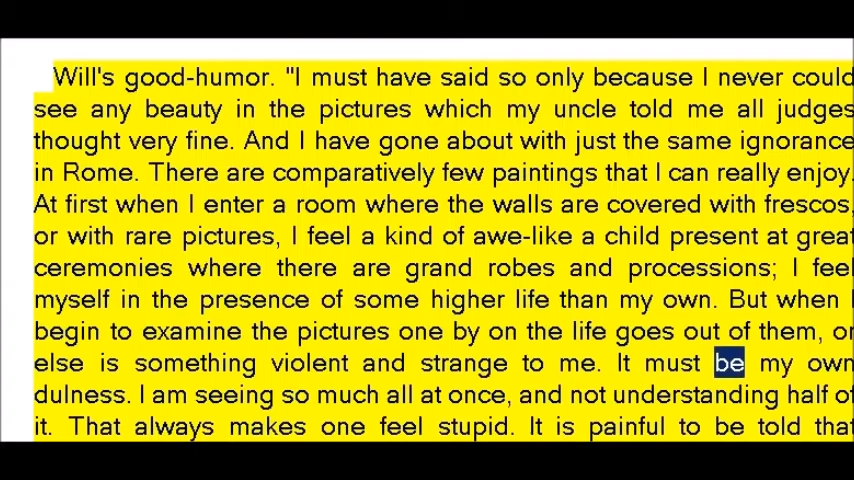 Will's good-humor. "I must have said so only because I never could
see any beauty in the pictures which my uncle told me all judges
thought very fine. And I have gone about with just the same ignorance
in Rome. There are comparatively few paintings that I can really enjoy.
At first when I enter a room where the walls are covered with frescos,
or with rare pictures, I feel a kind of awe-like a child present at great
ceremonies where there are grand robes and processions; I feel
myself in the presence of some higher life than my own. But when I
begin to examine the pictures one by on the life goes out of them, or
else is something violent and strange to me. It must be my own
dulness. I am seeing so much all at once, and not understanding half of
it. That always makes one feel stupid. It is painful to be told that